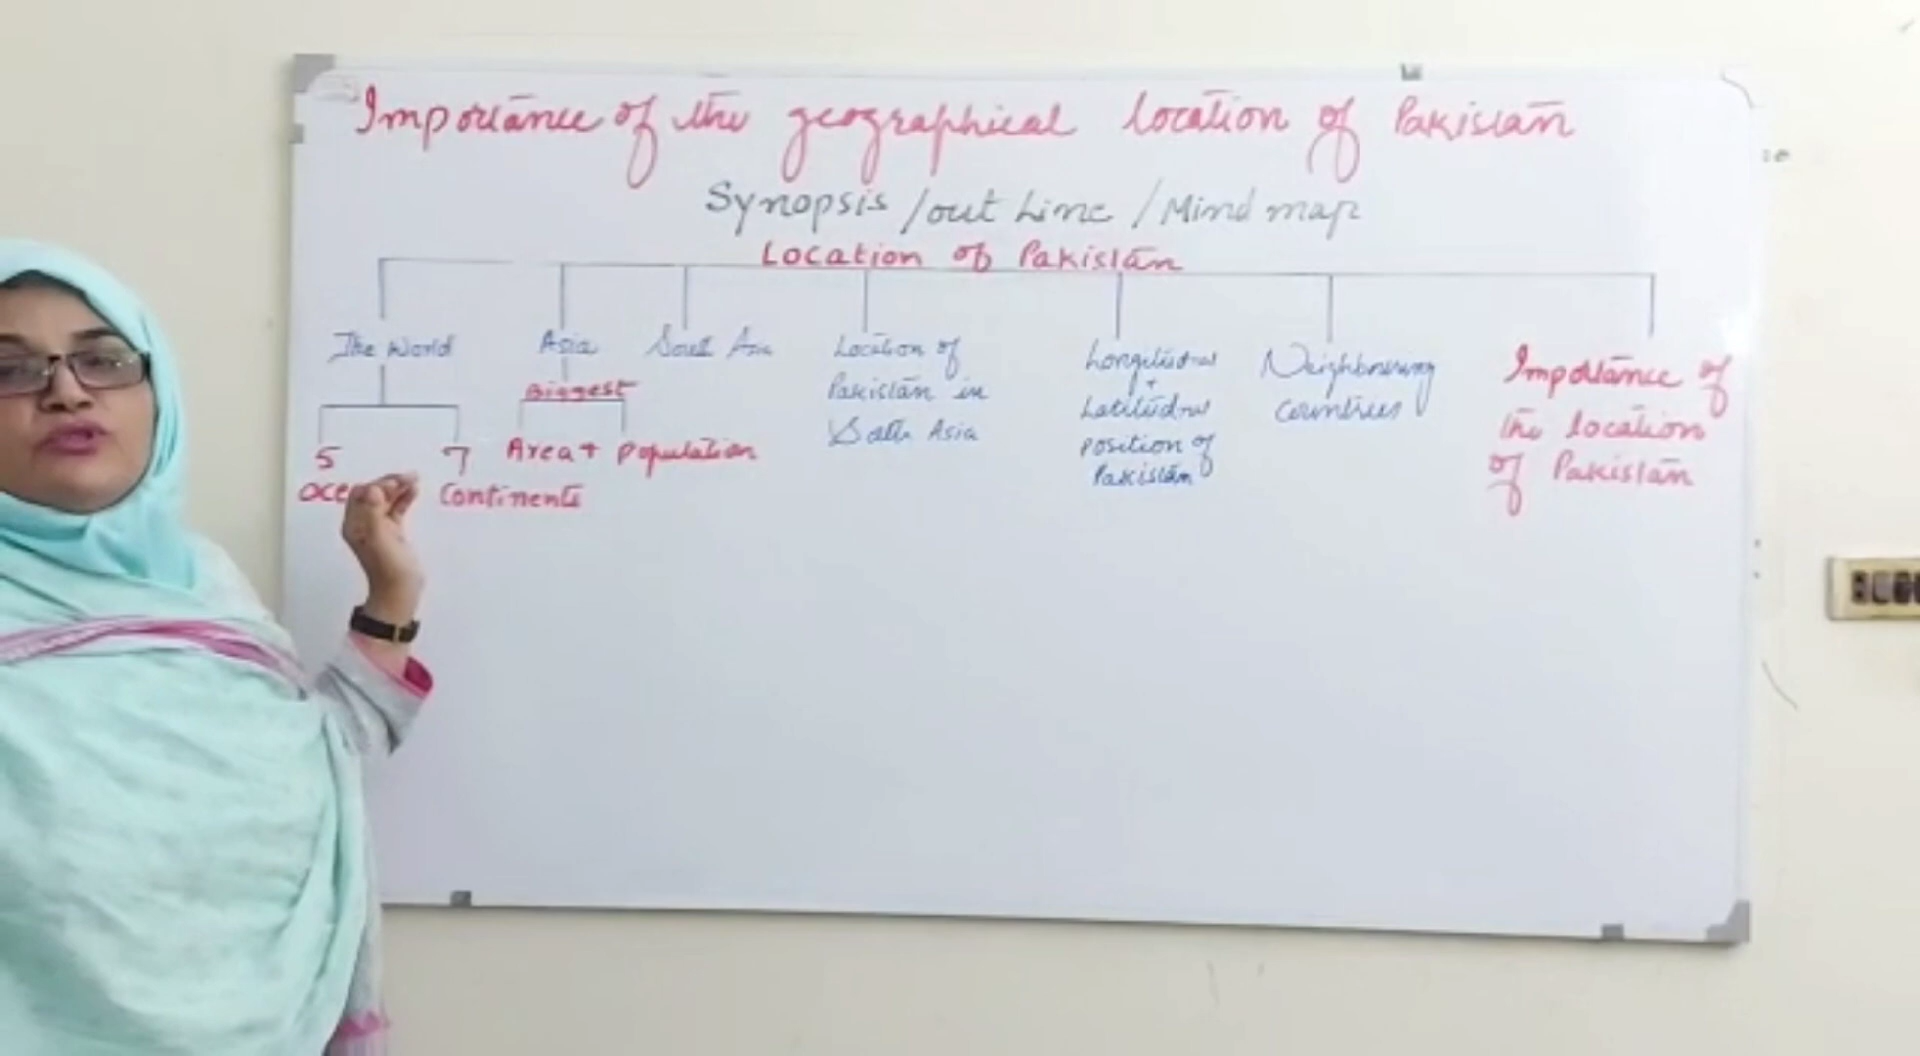 Importance of the geographical location of Pakistan
Synopsis / out Line / Mind map
Location of Pakistan
The World
5
7
Continents
Asia
Biggest
Area + population
South Asia
Location of
Pakistan in
South Asia
Longitudnal
+
Latitudnal
position of
Pakistan
Neighbouring
countries
Importance of
the location
of Pakistan